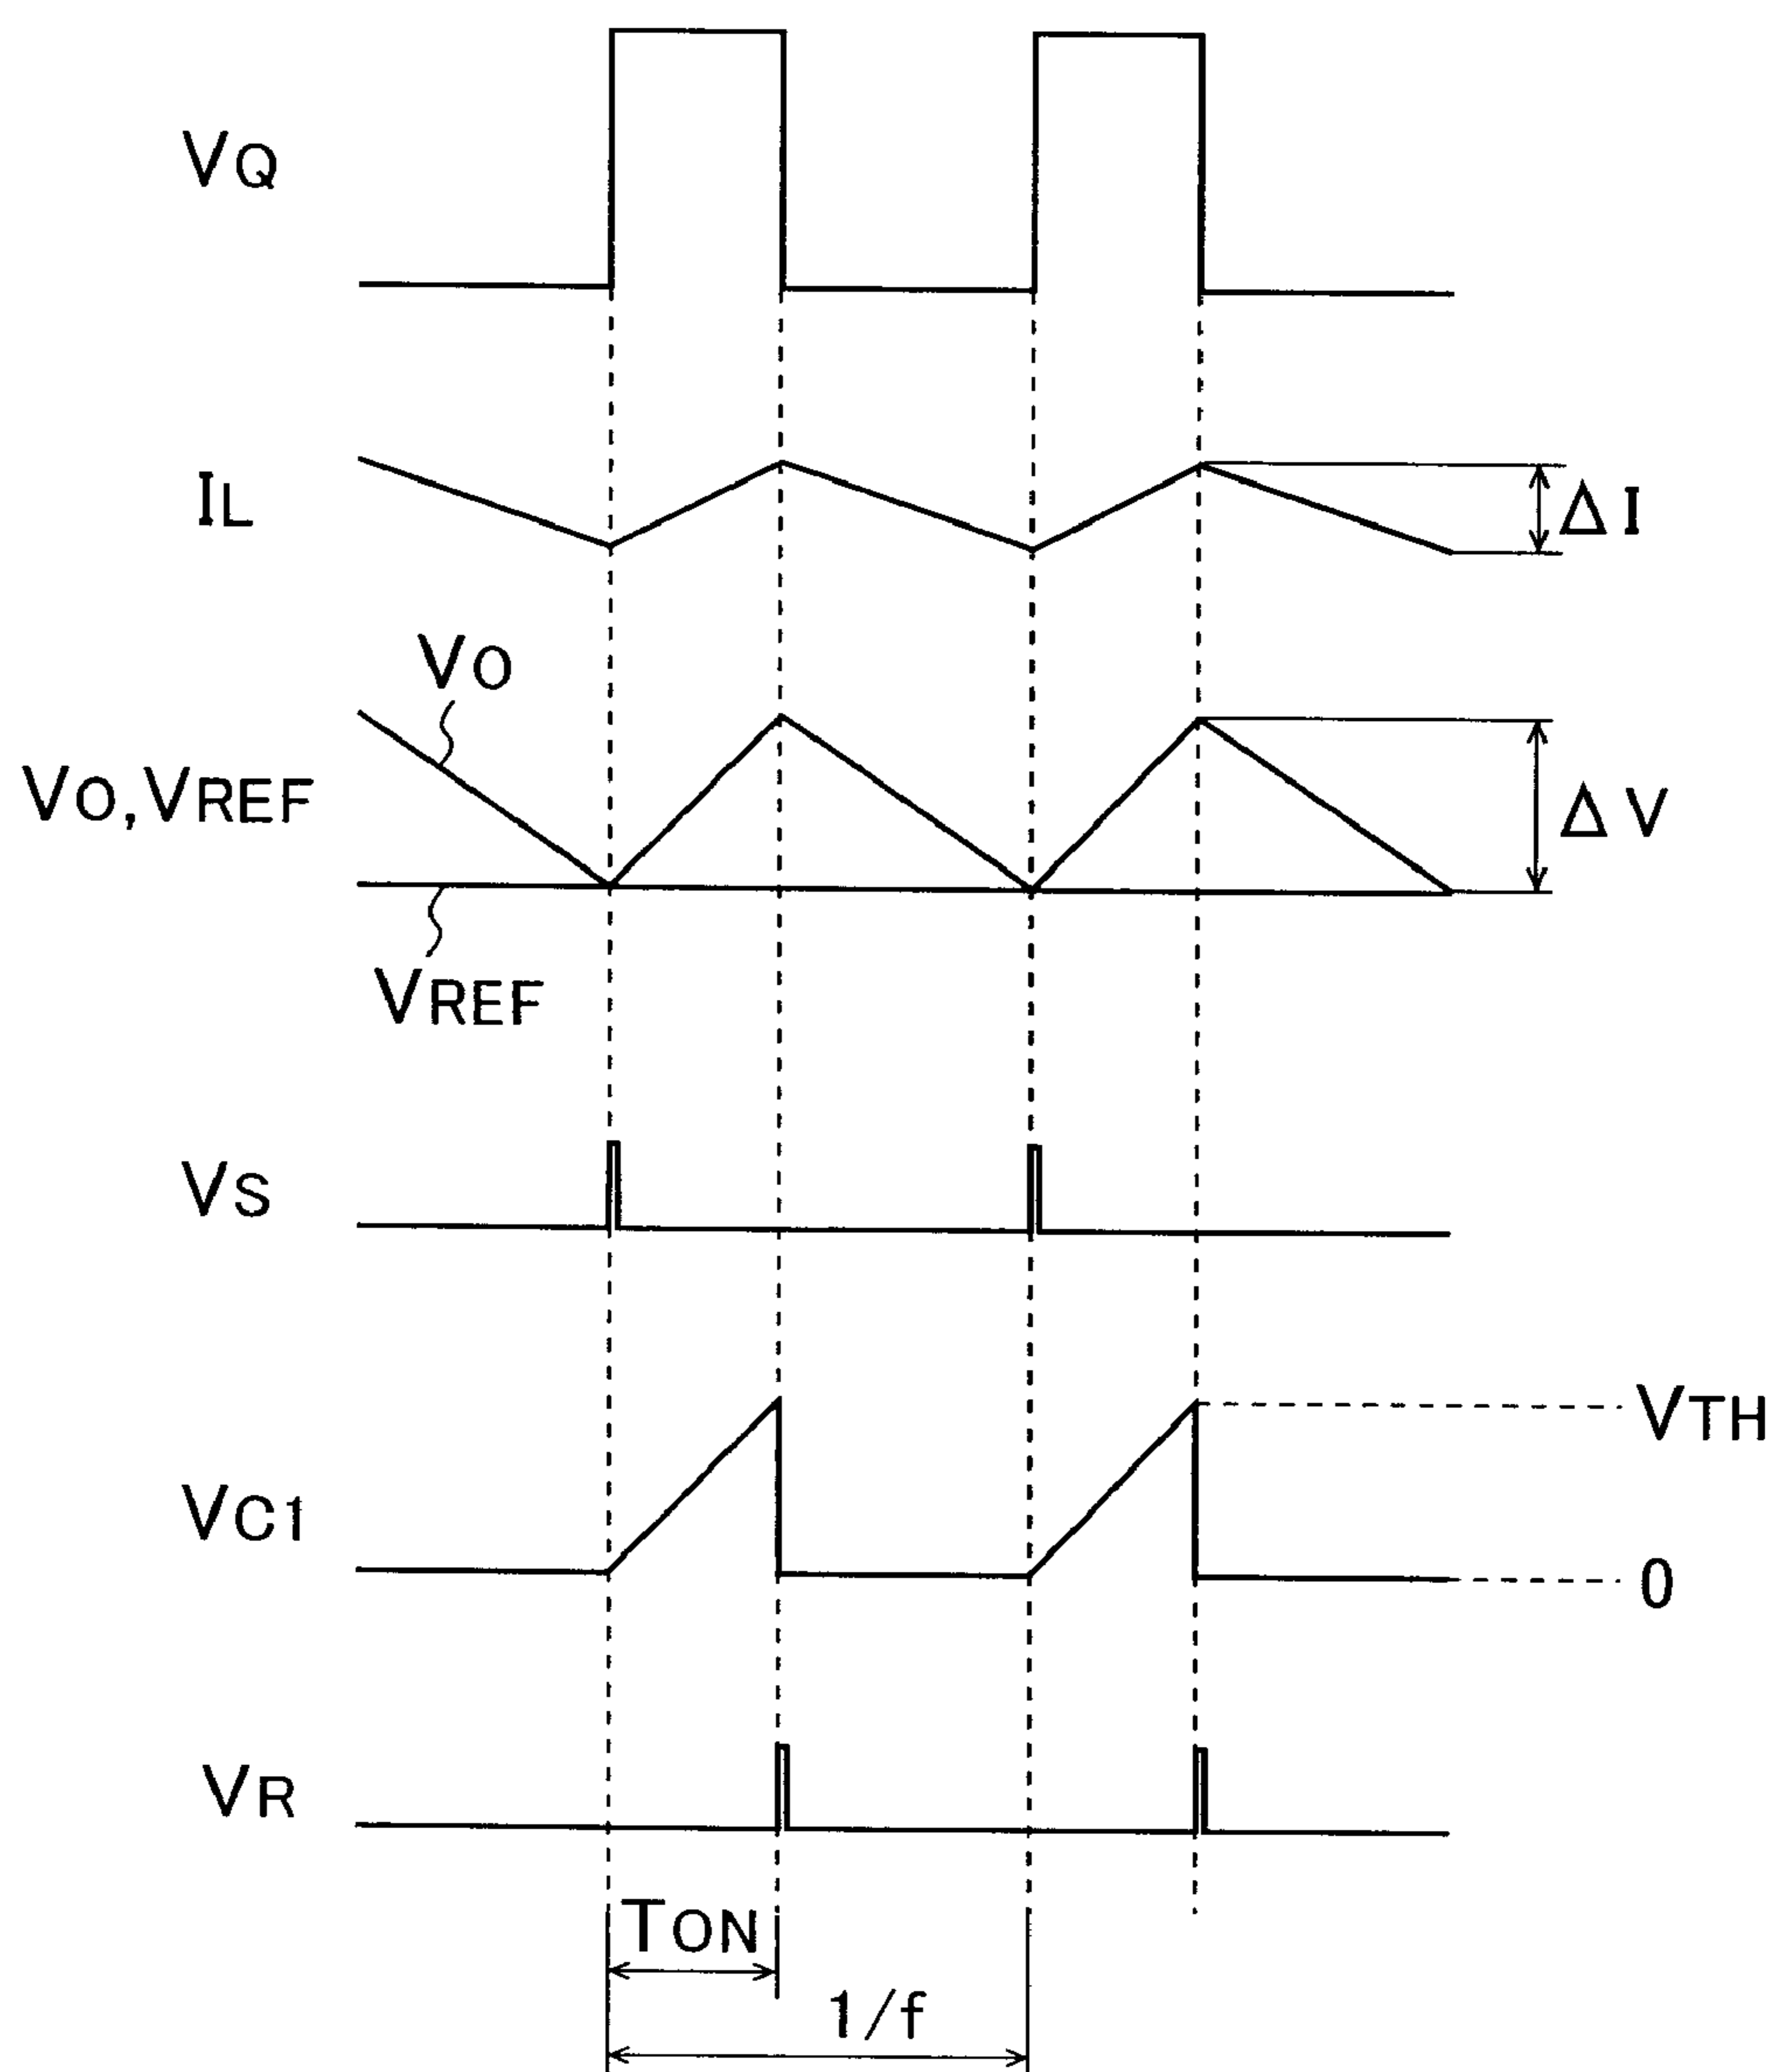 VQ
IL
ΔI
VO
VO,VREF
ΔV
VREF
VS
VTH
VC1
0
VR
TON
1/f